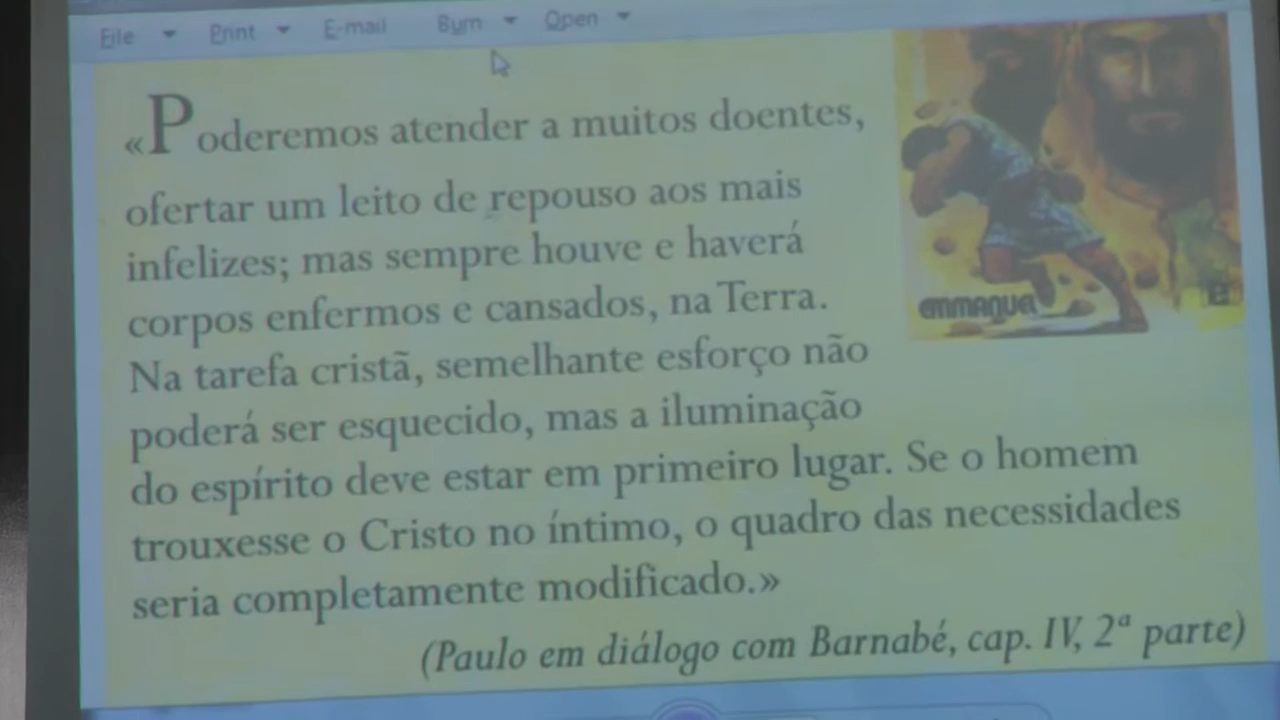 File Print E-mail Burn Open
«Poderemos atender a muitos doentes,
ofertar um leito de repouso aos mais
infelizes; mas sempre houve e haverá
corpos enfermos e cansados, na Terra.
Na tarefa cristã, semelhante esforço não
poderá ser esquecido, mas a iluminação
do espírito deve estar em primeiro lugar. Se o homem
trouxesse o Cristo no íntimo, o quadro das necessidades
seria completamente modificado.»
(Paulo em diálogo com Barnabé, cap. IV, 2ª parte)
EMMANUEL